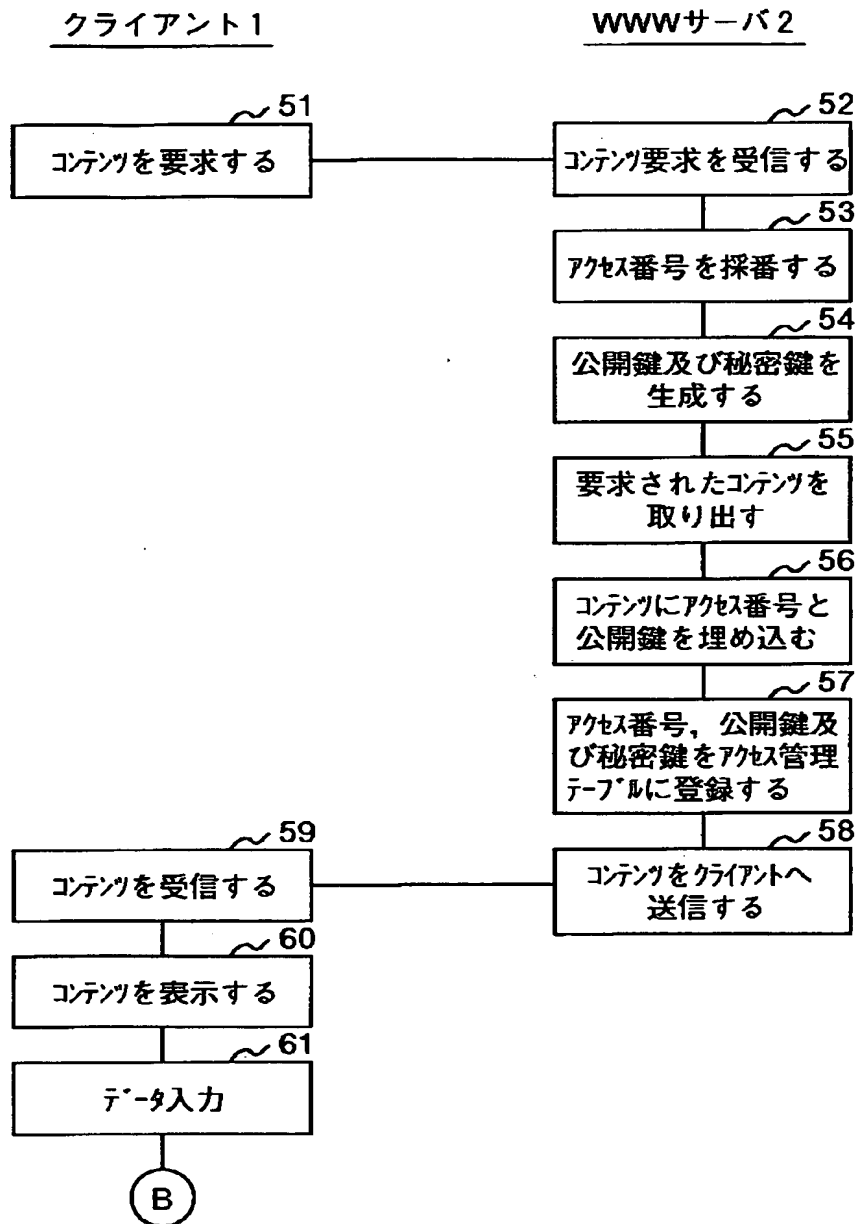 クライアント1
WWWサーバ2
51
コンテンツを要求する
52
コンテンツ要求を受信する
53
アクセス番号を採番する
54
公開鍵及び秘密鍵を
生成する
55
要求されたコンテンツを
取り出す
56
コンテンツにアクセス番号と
公開鍵を埋め込む
57
アクセス番号，公開鍵及
び秘密鍵をアクセス管理
テーブルに登録する
58
コンテンツをクライアントへ
送信する
59
コンテンツを受信する
60
コンテンツを表示する
61
データ入力
B